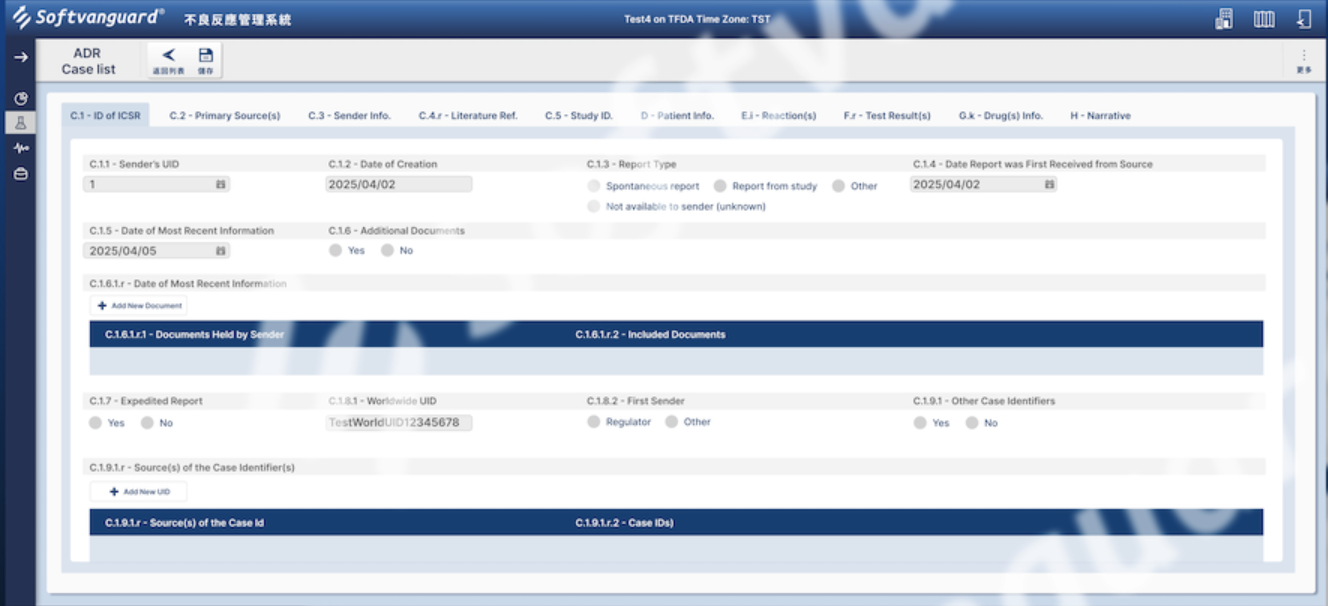 Softvanguard® 不良反應管理系統
Test4 on TFDA Time Zone: TST
ADR
Case list
返回列表 儲存
更多
C.1 - ID of ICSR C.2 - Primary Source(s) C.3 - Sender Info. C.4.r - Literature Ref. C.5 - Study ID. D - Patient Info. E.i - Reaction(s) F.r - Test Result(s) G.k - Drug(s) Info. H - Narrative
C.1.1 - Sender's UID C.1.2 - Date of Creation C.1.3 - Report Type C.1.4 - Date Report was First Received from Source
1 2025/04/02 Spontaneous report Report from study Other 2025/04/02
Not available to sender (unknown)
C.1.5 - Date of Most Recent Information C.1.6 - Additional Documents
2025/04/05 Yes No
C.1.6.1.r - Date of Most Recent Information
+ Add New Document
C.1.6.1.r.1 - Documents Held by Sender C.1.6.1.r.2 - Included Documents
C.1.7 - Expedited Report C.1.8.1 - Worldwide UID C.1.8.2 - First Sender C.1.9.1 - Other Case Identifiers
Yes No TestWorldUID12345678 Regulator Other Yes No
C.1.9.1.r - Source(s) of the Case Identifier(s)
+ Add New UID
C.1.9.1.r - Source(s) of the Case Id C.1.9.1.r.2 - Case IDs)